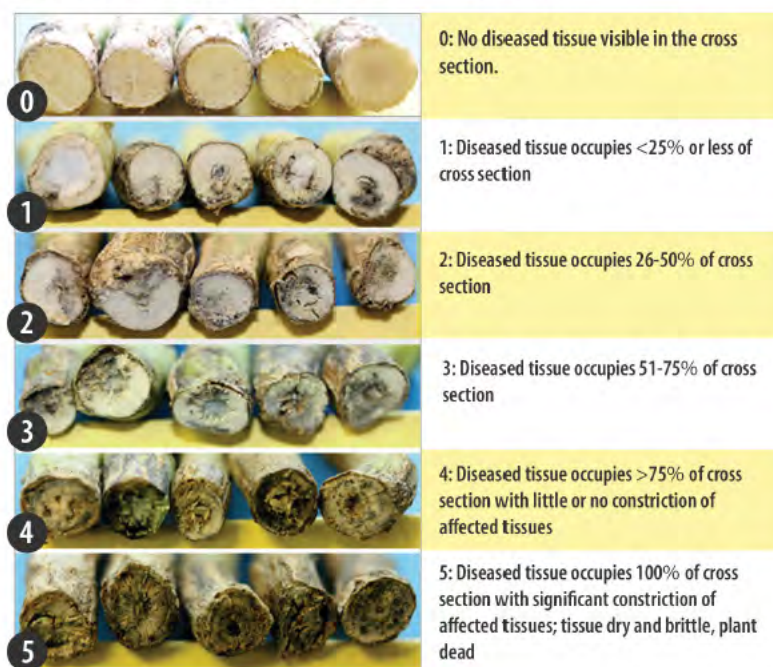 0
0: No diseased tissue visible in the cross
section.
1
1: Diseased tissue occupies <25% or less of
cross section
2
2: Diseased tissue occupies 26-50% of cross
section
3
3: Diseased tissue occupies 51-75% of cross
section
4
4: Diseased tissue occupies >75% of cross
section with little or no constriction of
affected tissues
5
5: Diseased tissue occupies 100% of cross
section with significant constriction of
affected tissues; tissue dry and brittle, plant
dead